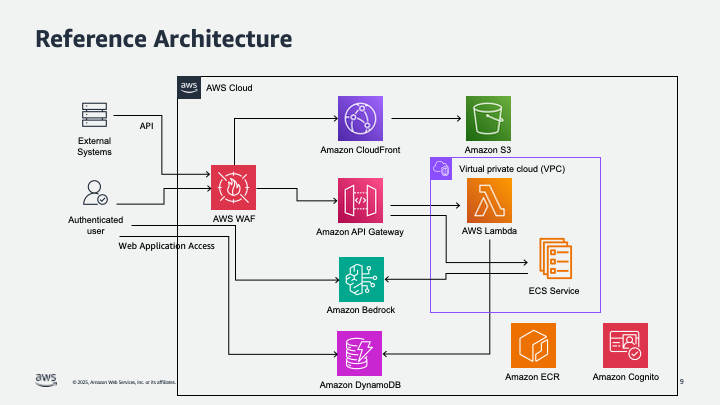 Reference Architecture
aws
AWS Cloud
External
Systems
API
Amazon CloudFront
Amazon S3
Virtual private cloud (VPC)
Authenticated
user
AWS WAF
Amazon API Gateway
AWS Lambda
Web Application Access
ECS Service
Amazon Bedrock
Amazon DynamoDB
Amazon ECR
Amazon Cognito
aws
© 2025, Amazon Web Services, Inc. or its affiliates.
9